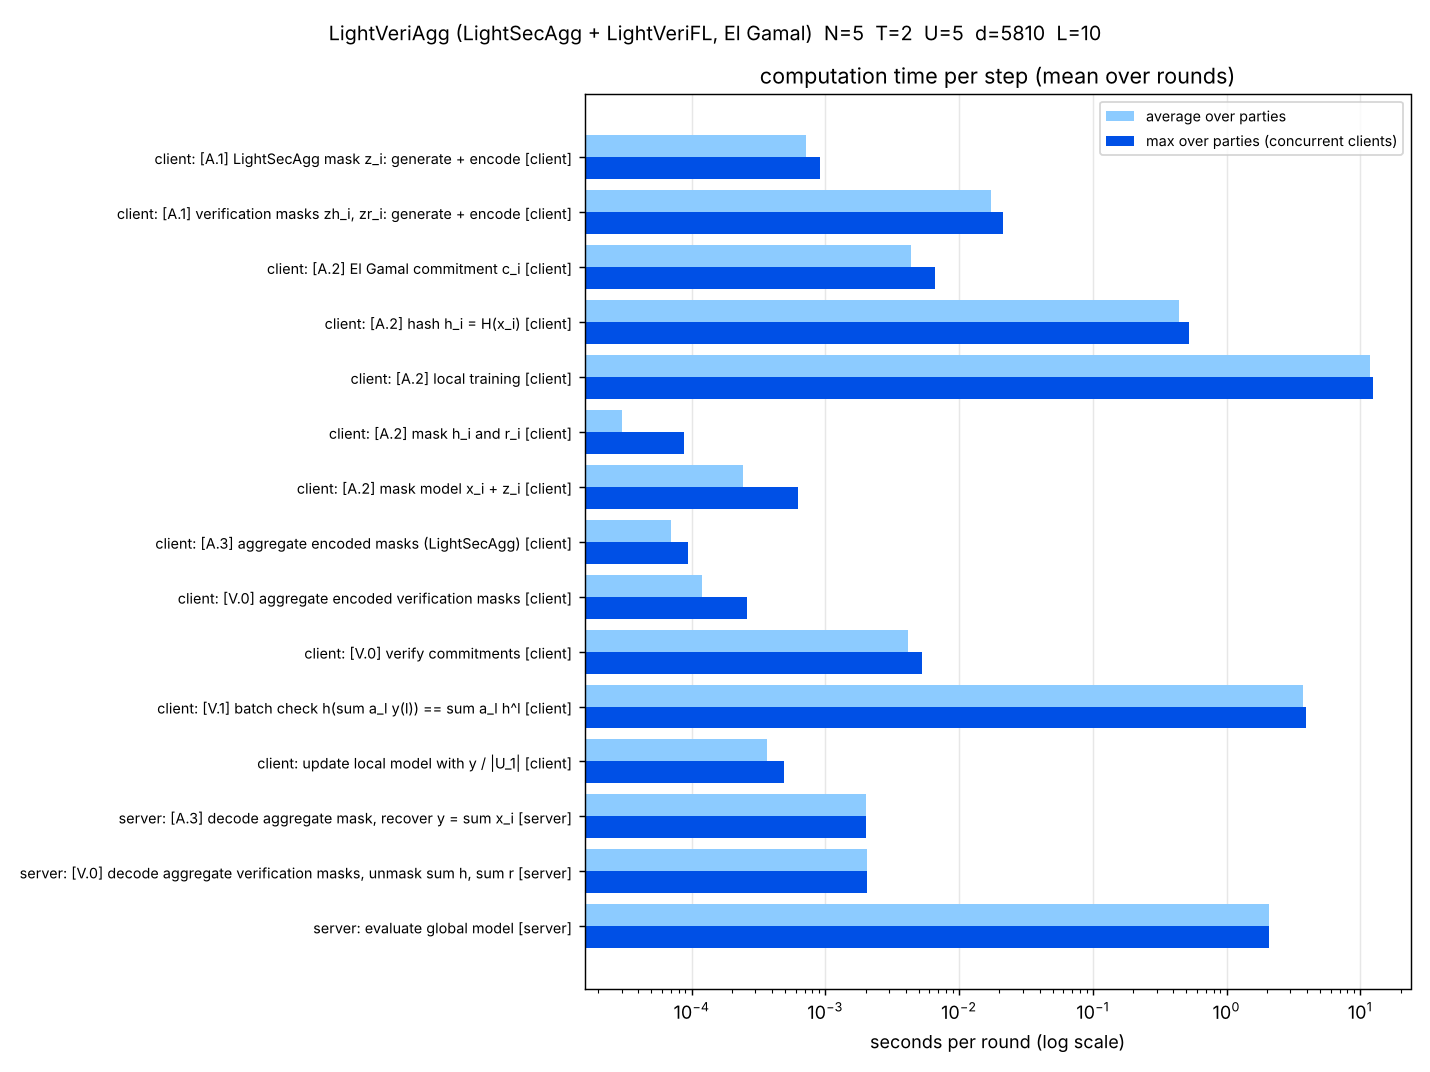 LightVeriAgg (LightSecAgg + LightVeriFL, El Gamal)  N=5  T=2  U=5  d=5810  L=10
computation time per step (mean over rounds)
average over parties
max over parties (concurrent clients)
client: [A.1] LightSecAgg mask z_i: generate + encode [client]
client: [A.1] verification masks zh_i, zr_i: generate + encode [client]
client: [A.2] El Gamal commitment c_i [client]
client: [A.2] hash h_i = H(x_i) [client]
client: [A.2] local training [client]
client: [A.2] mask h_i and r_i [client]
client: [A.2] mask model x_i + z_i [client]
client: [A.3] aggregate encoded masks (LightSecAgg) [client]
client: [V.0] aggregate encoded verification masks [client]
client: [V.0] verify commitments [client]
client: [V.1] batch check h(sum a_l y(l)) == sum a_l h^l [client]
client: update local model with y / |U_1| [client]
server: [A.3] decode aggregate mask, recover y = sum x_i [server]
server: [V.0] decode aggregate verification masks, unmask sum h, sum r [server]
server: evaluate global model [server]
10⁻⁴ 10⁻³ 10⁻² 10⁻¹ 10⁰ 10¹
seconds per round (log scale)